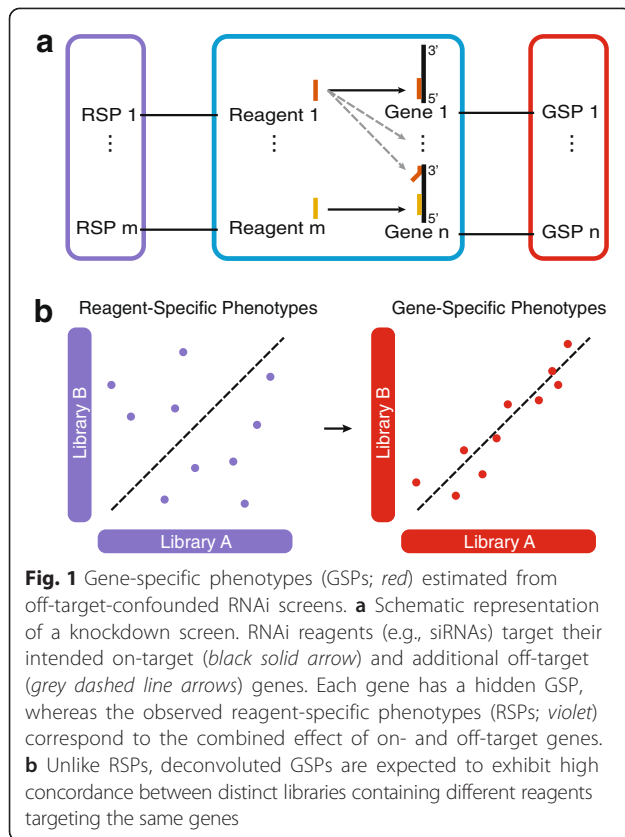 a
3'
5'
RSP 1
Reagent 1
Gene 1
GSP 1
⋮
⋮
⋮
⋮
3'
5'
RSP m
Reagent m
Gene n
GSP n
b
Reagent-Specific Phenotypes
Gene-Specific Phenotypes
Library B
Library B
Library A
Library A
Fig. 1 Gene-specific phenotypes (GSPs; red) estimated from
off-target-confounded RNAi screens. a Schematic representation
of a knockdown screen. RNAi reagents (e.g., siRNAs) target their
intended on-target (black solid arrow) and additional off-target
(grey dashed line arrows) genes. Each gene has a hidden GSP,
whereas the observed reagent-specific phenotypes (RSPs; violet)
correspond to the combined effect of on- and off-target genes.
b Unlike RSPs, deconvoluted GSPs are expected to exhibit high
concordance between distinct libraries containing different reagents
targeting the same genes